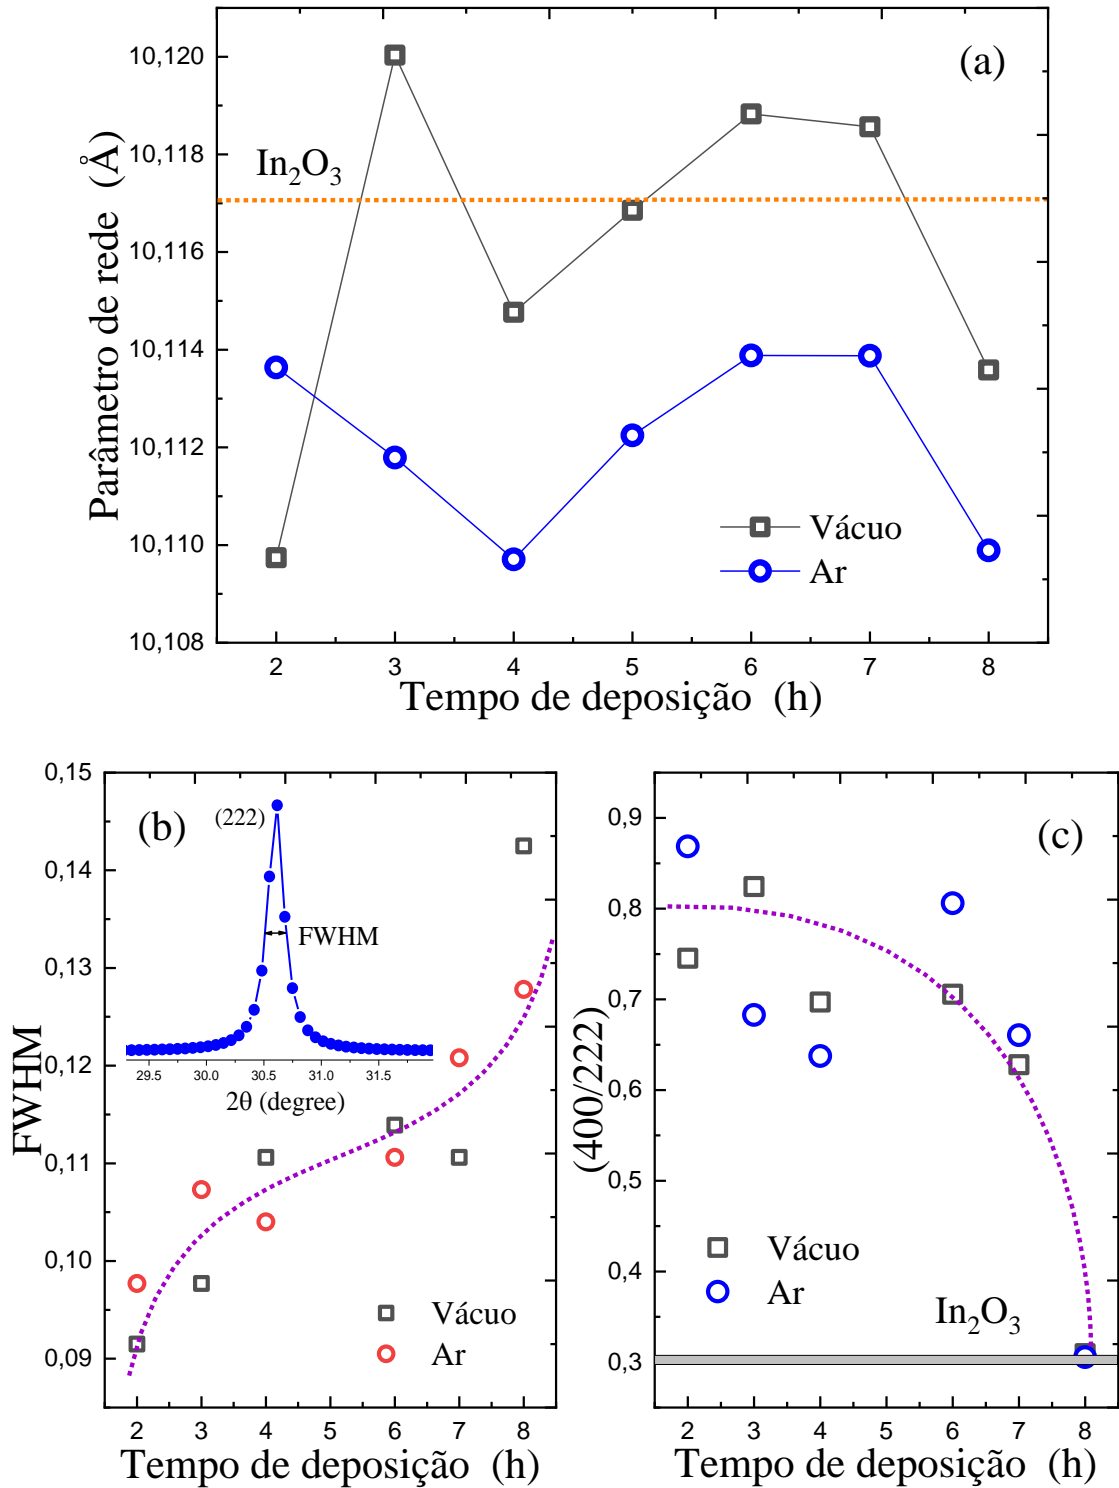 (a)
Parâmetro de rede (Å)
10,120
10,118
10,116
10,114
10,112
10,110
10,108
In₂O₃
Vácuo
Ar
2 3 4 5 6 7 8
Tempo de deposição (h)
(b)
FWHM
0,15
0,14
0,13
0,12
0,11
0,10
0,09
(222)
FWHM
29.5 30.0 30.5 31.0 31.5
2θ (degree)
Vácuo
Ar
2 3 4 5 6 7 8
Tempo de deposição (h)
(c)
(400/222)
0,9
0,8
0,7
0,6
0,5
0,4
0,3
Vácuo
Ar
In₂O₃
2 3 4 5 6 7 8
Tempo de deposição (h)